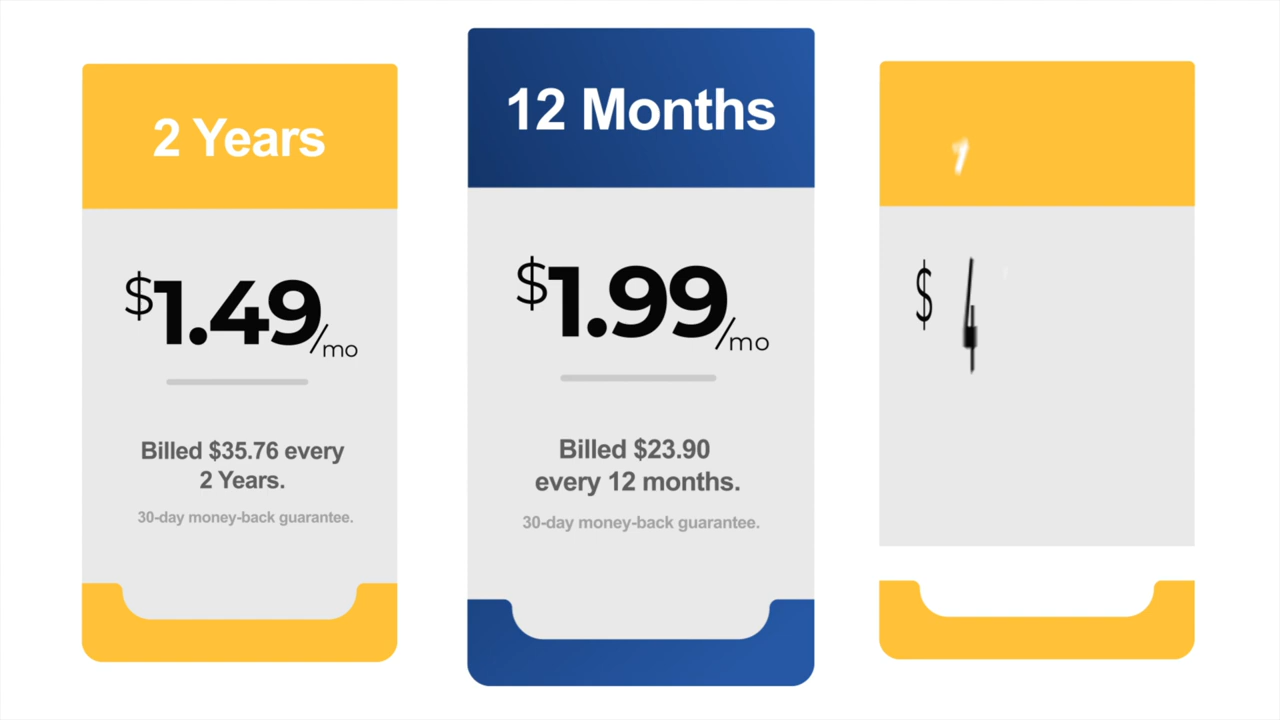 2 Years
$1.49/mo
Billed $35.76 every
2 Years.
30-day money-back guarantee.
12 Months
$1.99/mo
Billed $23.90
every 12 months.
30-day money-back guarantee.
1
$